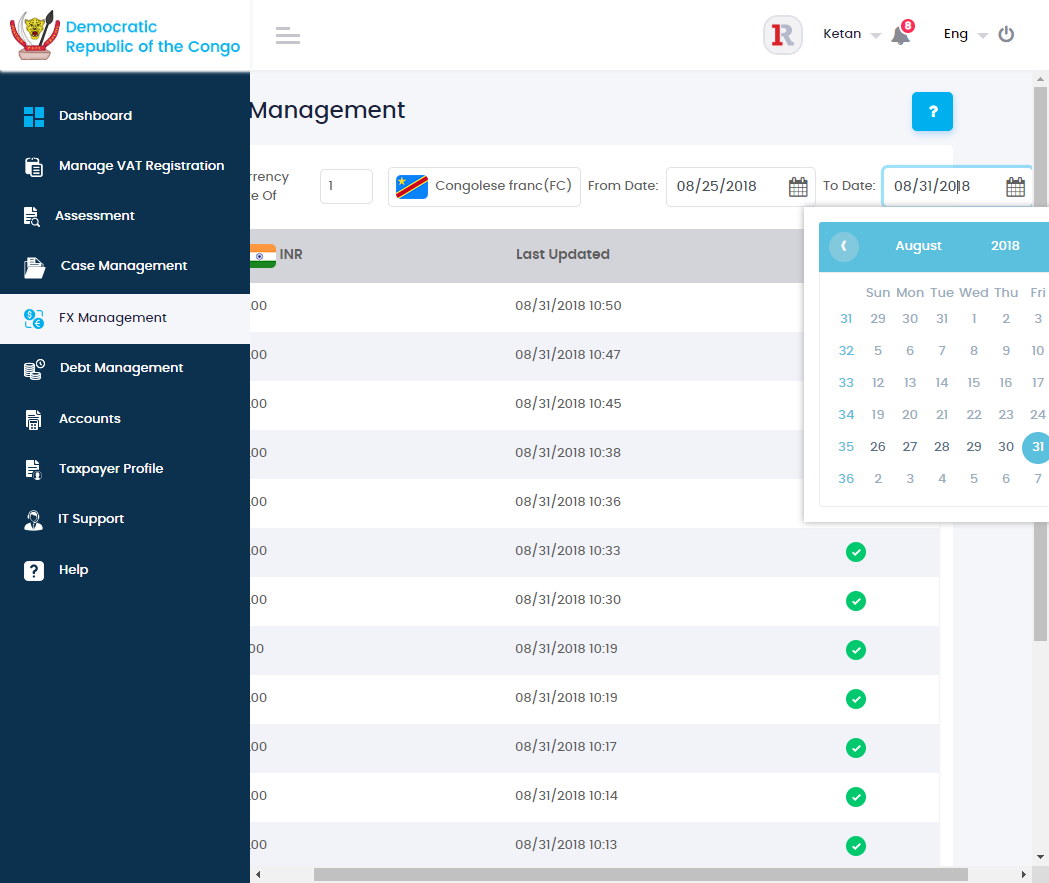 Democratic
Republic of the Congo
Ketan
8
Eng
Dashboard
Manage VAT Registration
Assessment
Case Management
FX Management
Debt Management
Accounts
Taxpayer Profile
IT Support
Help
Management
?
rrency
e Of
1
Congolese franc(FC)
From Date:
08/25/2018
To Date:
08/31/2018
INR
Last Updated
.00 08/31/2018 10:50
.00 08/31/2018 10:47
.00 08/31/2018 10:45
.00 08/31/2018 10:38
.00 08/31/2018 10:36
.00 08/31/2018 10:33
.00 08/31/2018 10:30
00 08/31/2018 10:19
.00 08/31/2018 10:19
.00 08/31/2018 10:17
.00 08/31/2018 10:14
.00 08/31/2018 10:13
August 2018
Sun Mon Tue Wed Thu Fri
31 29 30 31 1 2 3
32 5 6 7 8 9 10
33 12 13 14 15 16 17
34 19 20 21 22 23 24
35 26 27 28 29 30 31
36 2 3 4 5 6 7